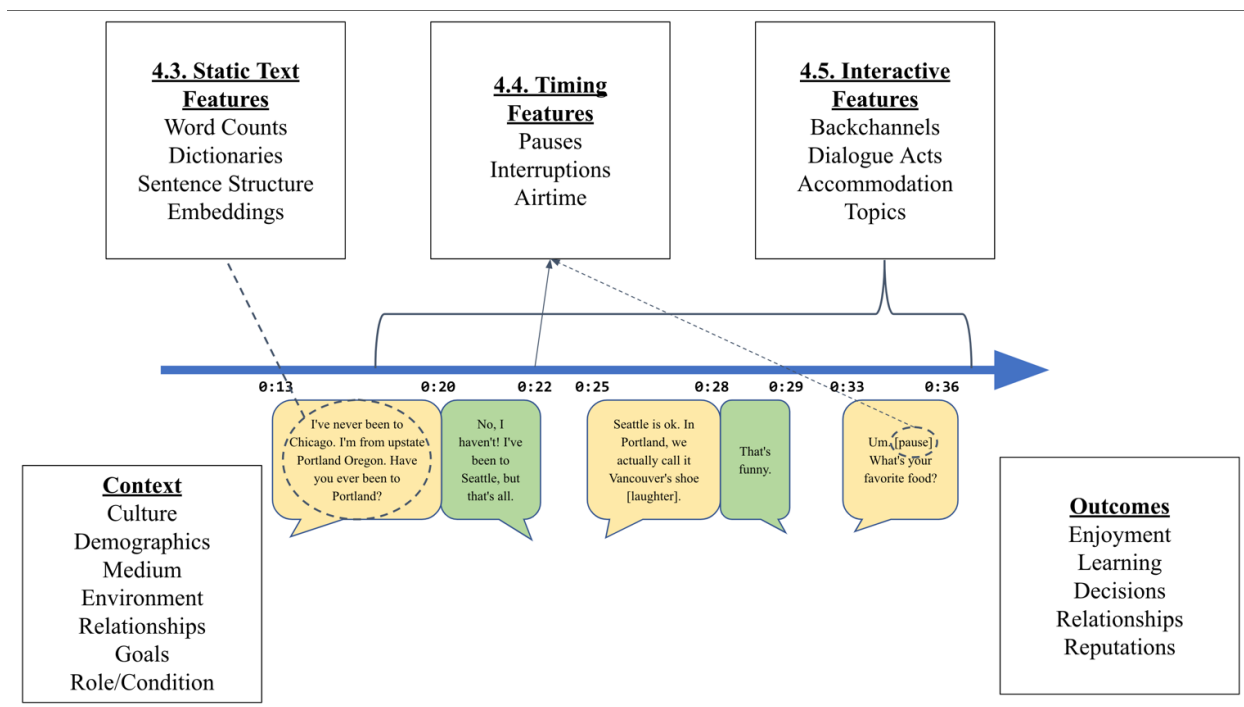 4.3. Static Text
Features
Word Counts
Dictionaries
Sentence Structure
Embeddings
4.4. Timing
Features
Pauses
Interruptions
Airtime
4.5. Interactive
Features
Backchannels
Dialogue Acts
Accommodation
Topics
0:13
0:20
0:22
0:25
0:28
0:29
0:33
0:36
I've never been to
Chicago. I'm from upstate
Portland Oregon. Have
you ever been to
Portland?
No, I
haven't! I've
been to
Seattle, but
that's all.
Seattle is ok. In
Portland, we
actually call it
Vancouver's shoe
[laughter].
That's
funny.
Um. [pause]
What's your
favorite food?
Context
Culture
Demographics
Medium
Environment
Relationships
Goals
Role/Condition
Outcomes
Enjoyment
Learning
Decisions
Relationships
Reputations